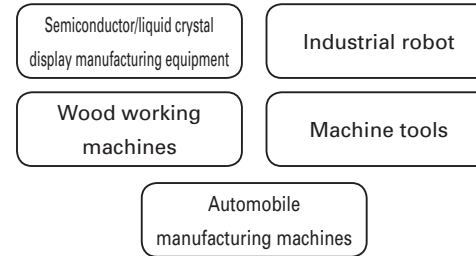 Semiconductor/liquid crystal
display manufacturing equipment
Industrial robot
Wood working
machines
Machine tools
Automobile
manufacturing machines